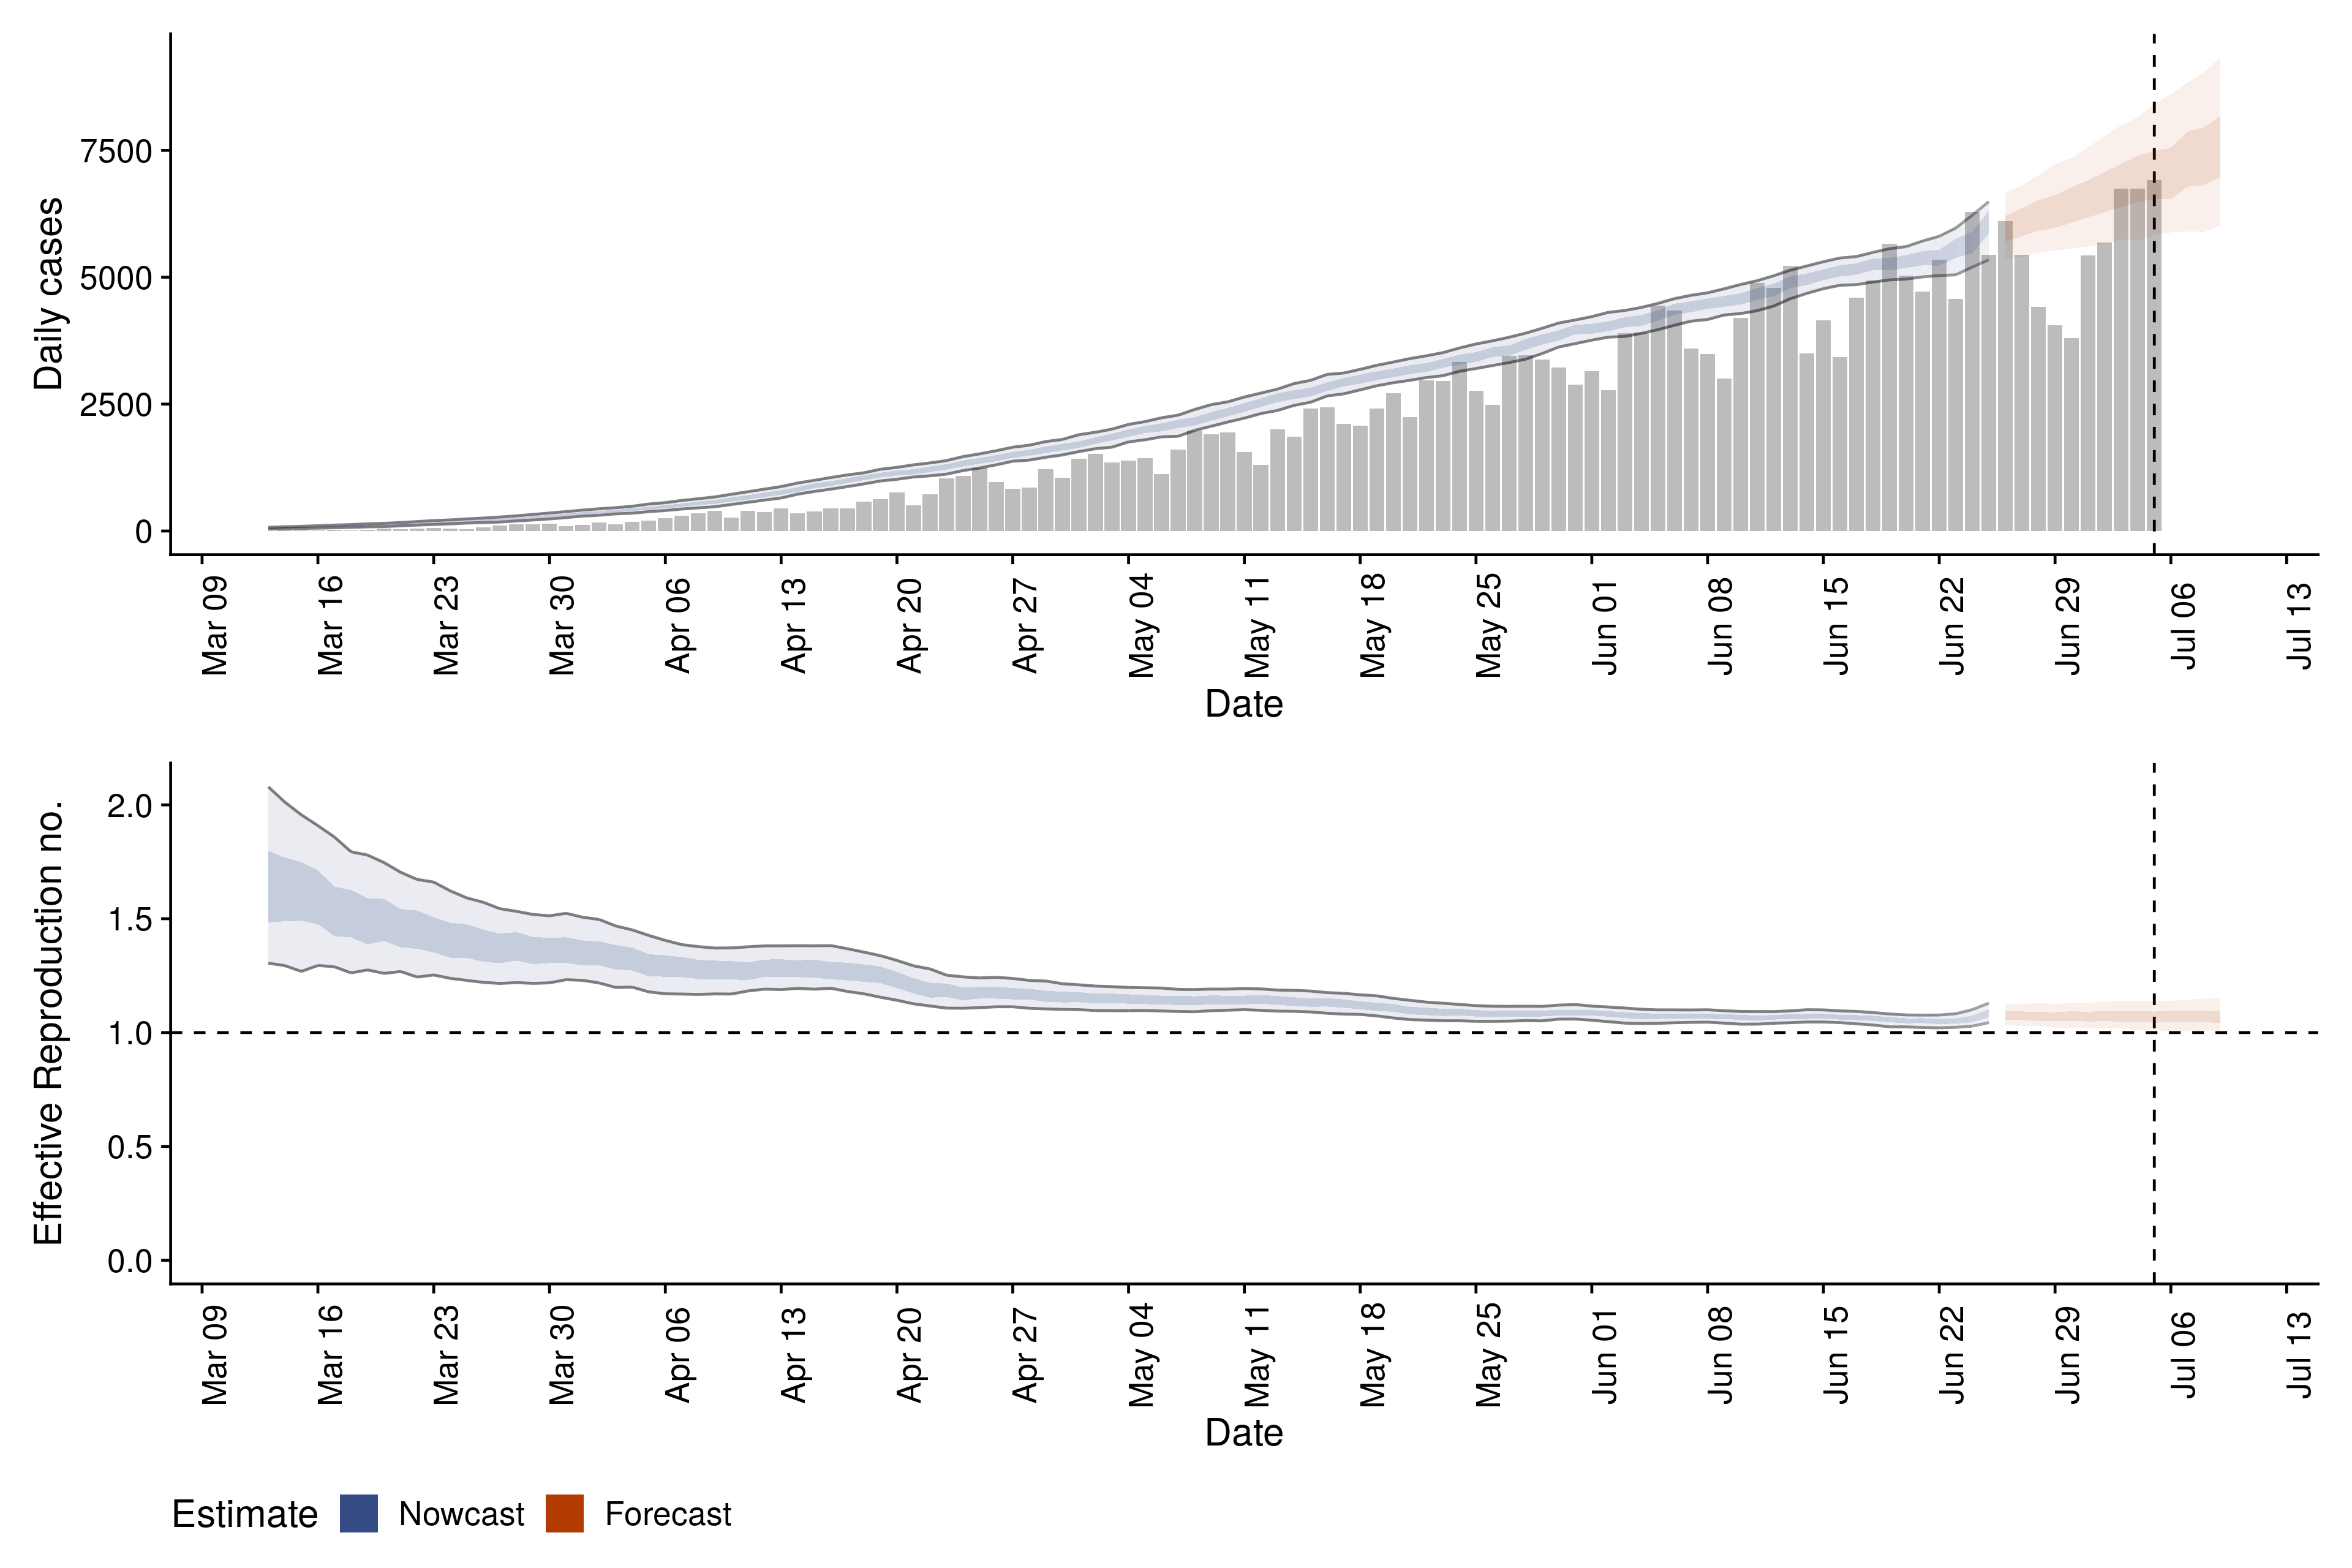 Daily cases
7500
5000
2500
0
Mar 09 Mar 16 Mar 23 Mar 30 Apr 06 Apr 13 Apr 20 Apr 27 May 04 May 11 May 18 May 25 Jun 01 Jun 08 Jun 15 Jun 22 Jun 29 Jul 06 Jul 13
Date
Effective Reproduction no.
2.0
1.5
1.0
0.5
0.0
Mar 09 Mar 16 Mar 23 Mar 30 Apr 06 Apr 13 Apr 20 Apr 27 May 04 May 11 May 18 May 25 Jun 01 Jun 08 Jun 15 Jun 22 Jun 29 Jul 06 Jul 13
Date
Estimate Nowcast Forecast